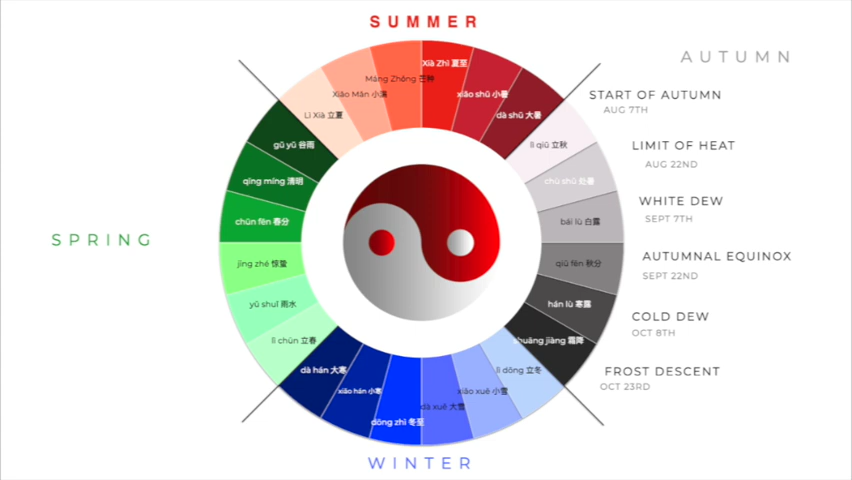 SUMMER
AUTUMN
SPRING
WINTER
Xià Zhì 夏至
xiǎo shǔ 小暑
dà shǔ 大暑
lì qiū 立秋
chù shǔ 处暑
bái lù 白露
qiū fēn 秋分
hán lù 寒露
shuāng jiàng 霜降
lì dōng 立冬
xiǎo xuě 小雪
dà xuě 大雪
dōng zhì 冬至
xiǎo hán 小寒
dà hán 大寒
lì chūn 立春
yǔ shuǐ 雨水
jīng zhé 惊蛰
chūn fēn 春分
qīng míng 清明
gǔ yǔ 谷雨
Lì Xià 立夏
Xiǎo Mǎn 小满
Máng Zhòng 芒种
START OF AUTUMN
AUG 7TH
LIMIT OF HEAT
AUG 22ND
WHITE DEW
SEPT 7TH
AUTUMNAL EQUINOX
SEPT 22ND
COLD DEW
OCT 8TH
FROST DESCENT
OCT 23RD